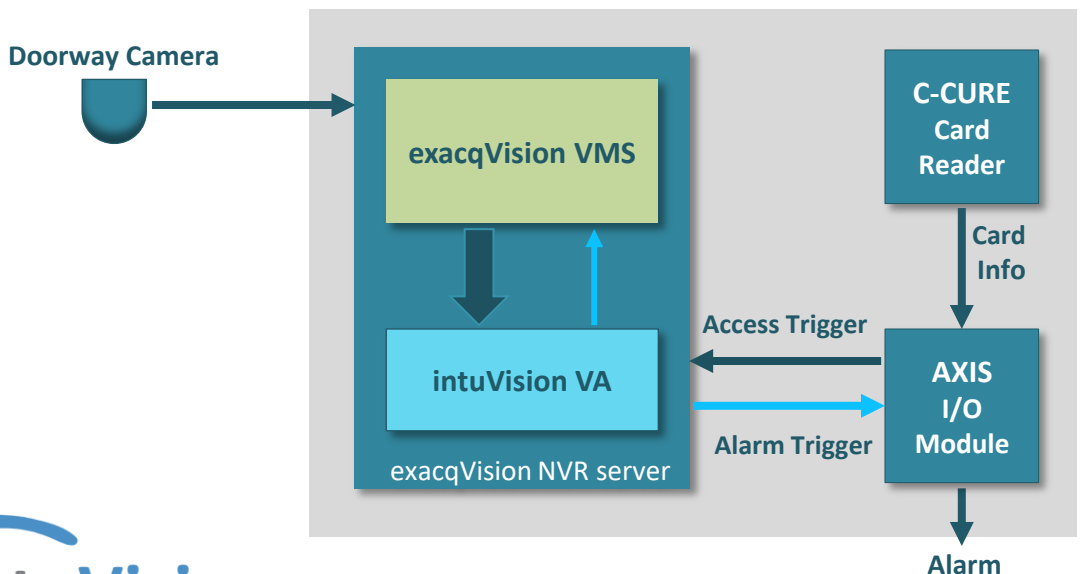 Doorway Camera
exacqVision VMS
intuVision VA
exacqVision NVR server
C-CURE
Card
Reader
Card
Info
Access Trigger
Alarm Trigger
AXIS
I/O
Module
Alarm